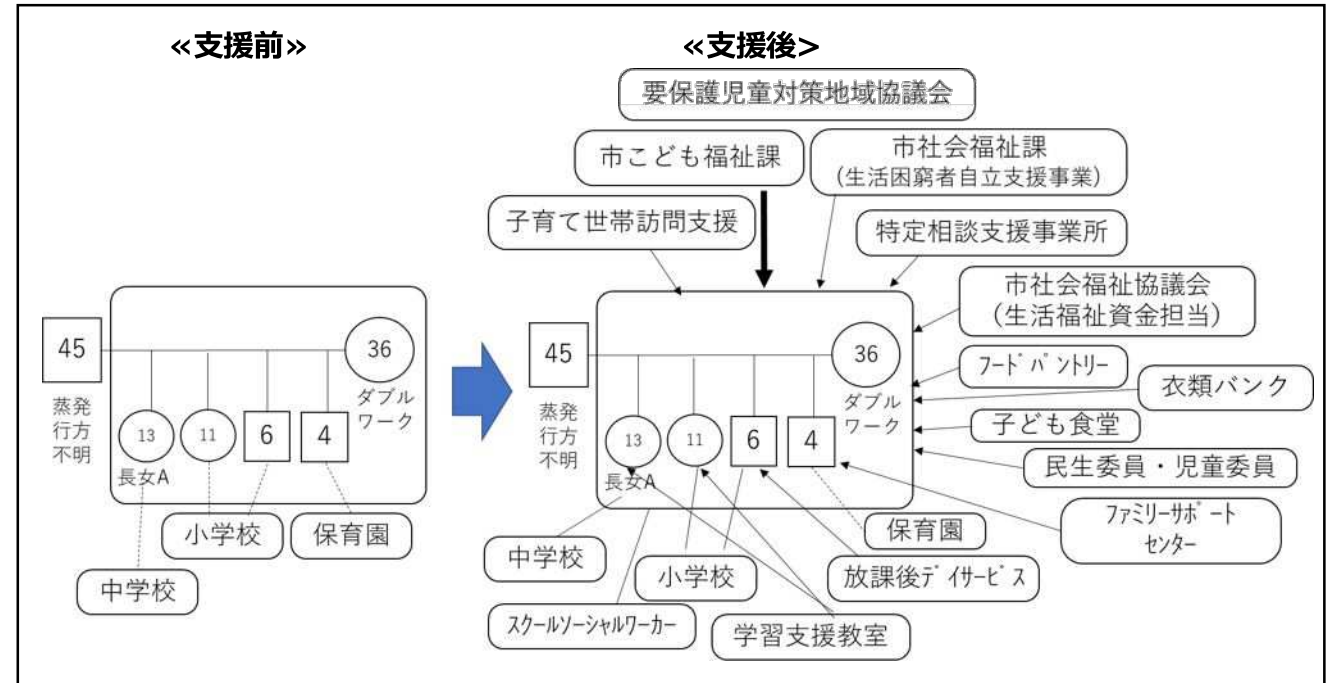 ≪支援前≫
45
蒸発
行方
不明
36
ダブル
ワーク
13
11
6
4
長女A
小学校
保育園
中学校
≪支援後>
要保護児童対策地域協議会
市こども福祉課
市社会福祉課
(生活困窮者自立支援事業)
子育て世帯訪問支援
特定相談支援事業所
市社会福祉協議会
(生活福祉資金担当)
45
蒸発
行方
不明
36
ダブル
ワーク
13
11
6
4
長女A
フードパントリー
衣類バンク
子ども食堂
民生委員・児童委員
ファミリーサポート
センター
保育園
中学校
小学校
放課後デイサービス
スクールソーシャルワーカー
学習支援教室